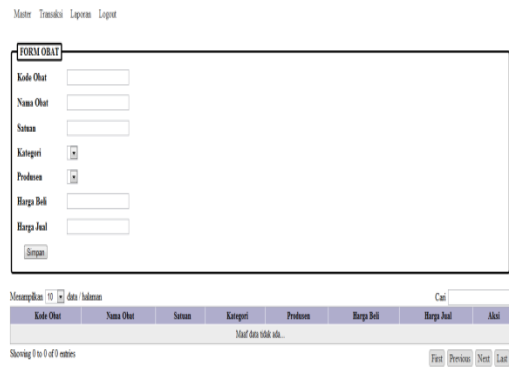 Master Transaksi Laporan Logout
FORM OBAT
Kode Obat
Nama Obat
Satuan
Kategori
Produsen
Harga Beli
Harga Jual
Simpan
Menampilkan 10 data / halaman Cari
Kode Obat Nama Obat Satuan Kategori Produsen Harga Beli Harga Jual Aksi
Maaf data tidak ada...
Showing 0 to 0 of 0 entries First Previous Next Last